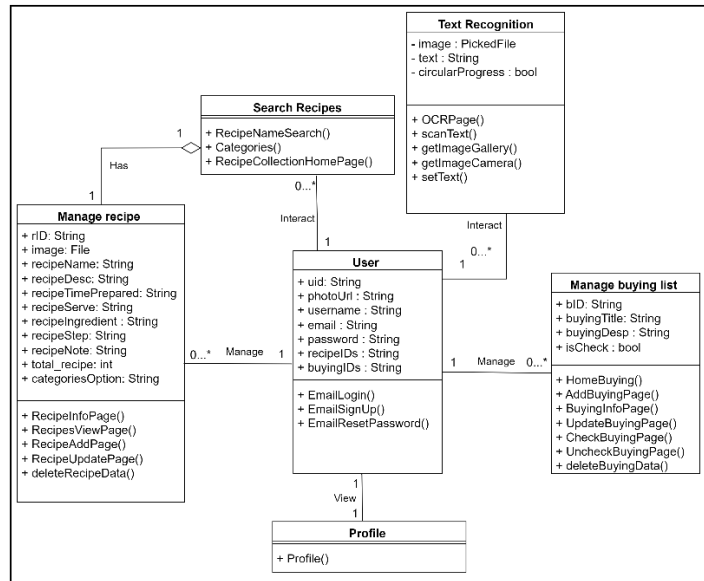 Text Recognition
- image : PickedFile
- text : String
- circularProgress : bool
+ OCRPage()
+ scanText()
+ getImageGallery()
+ getImageCamera()
+ setText()
Search Recipes
+ RecipeNameSearch()
+ Categories()
+ RecipeCollectionHomePage()
1
Has
1
0...*
Interact
1
Interact
0...*
1
Manage recipe
+ rID: String
+ image: File
+ recipeName: String
+ recipeDesc: String
+ recipeTimePrepared: String
+ recipeServe: String
+ recipeIngredient : String
+ recipeStep: String
+ recipeNote: String
+ total_recipe: int
+ categoriesOption: String
+ RecipeInfoPage()
+ RecipesViewPage()
+ RecipeAddPage()
+ RecipeUpdatePage()
+ deleteRecipeData()
0...*
Manage
1
User
+ uid: String
+ photoUrl : String
+ username : String
+ email : String
+ password : String
+ recipeIDs : String
+ buyingIDs : String
+ EmailLogin()
+ EmailSignUp()
+ EmailResetPassword()
1
Manage
0...*
Manage buying list
+ bID: String
+ buyingTitle: String
+ buyingDesp : String
+ isCheck : bool
+ HomeBuying()
+ AddBuyingPage()
+ BuyingInfoPage()
+ UpdateBuyingPage()
+ CheckBuyingPage()
+ UncheckBuyingPage()
+ deleteBuyingData()
1
View
1
Profile
+ Profile()